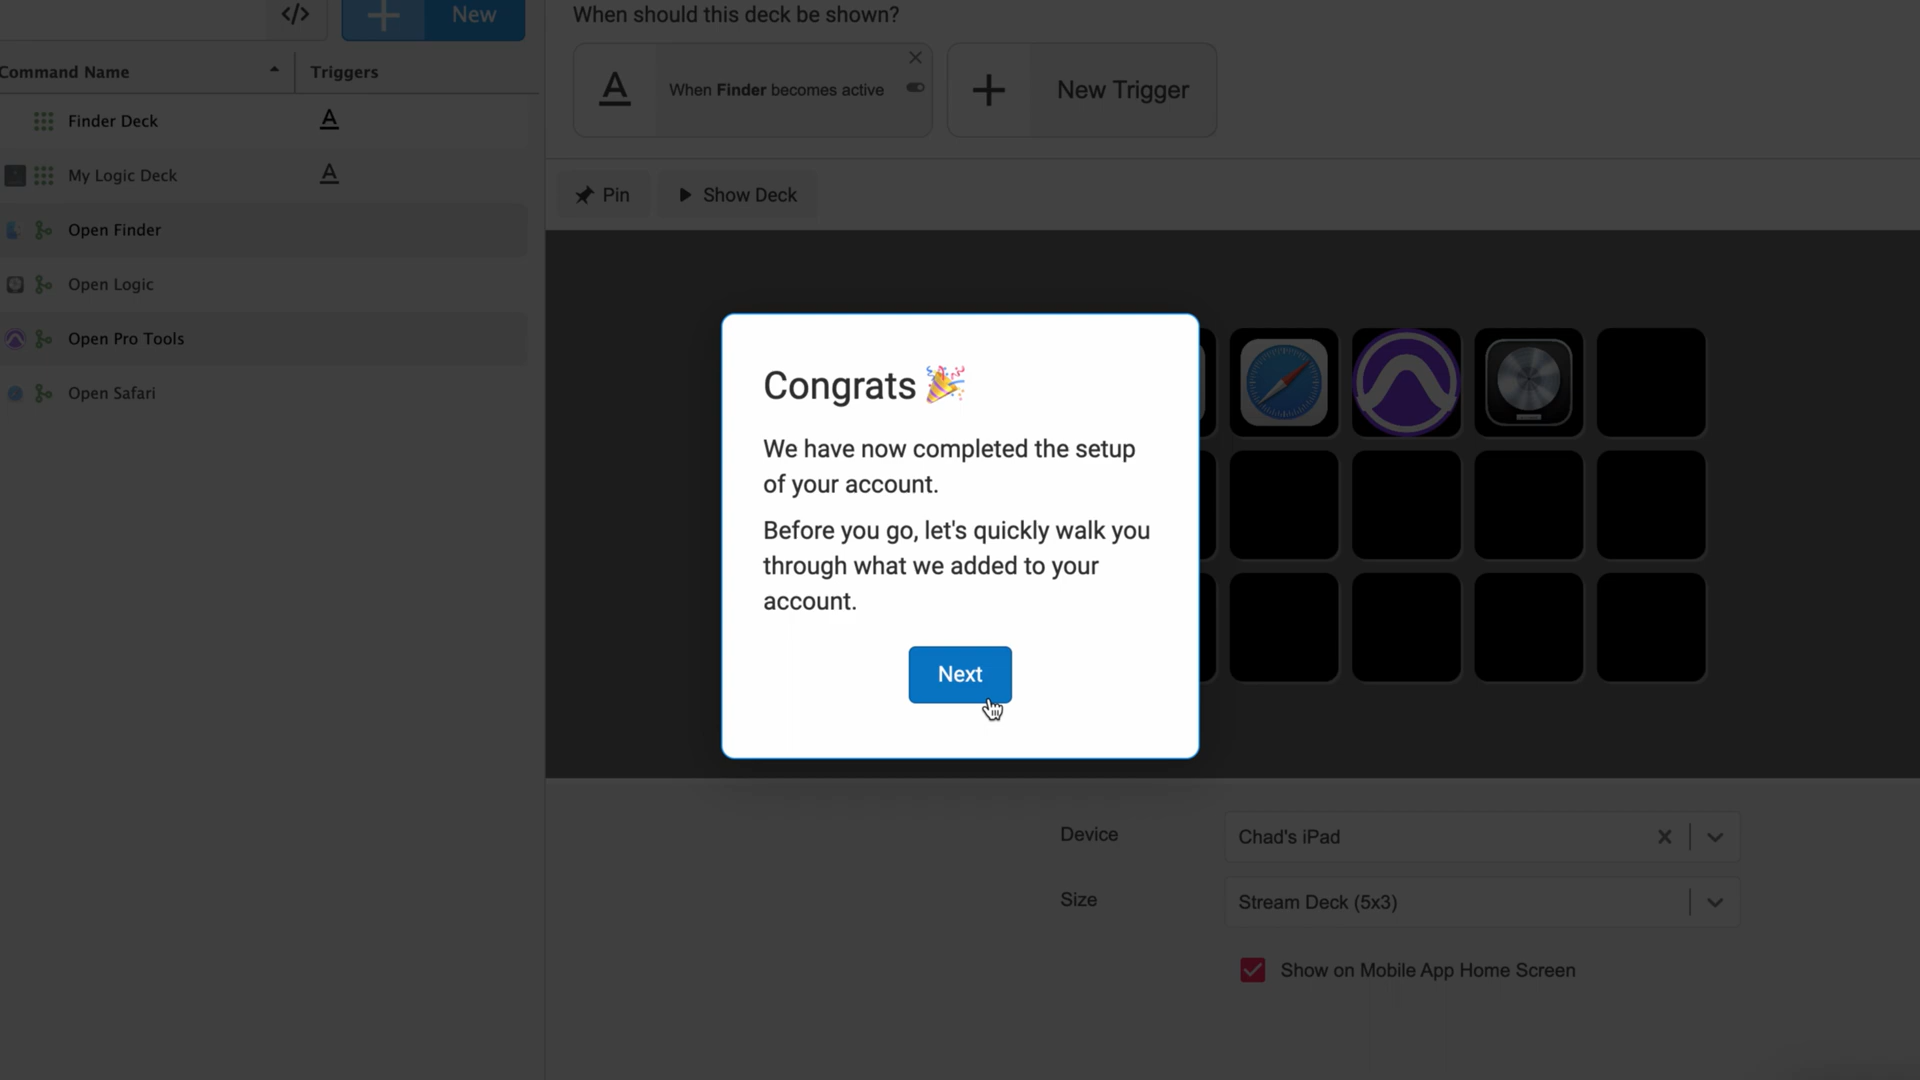 </>
New
When should this deck be shown?
Command Name
Triggers
When Finder becomes active
New Trigger
Finder Deck
A
My Logic Deck
A
Pin
Show Deck
Open Finder
Open Logic
Open Pro Tools
Open Safari
Congrats 🎉
We have now completed the setup
of your account.
Before you go, let's quickly walk you
through what we added to your
account.
Next
Device
Chad's iPad
Size
Stream Deck (5x3)
Show on Mobile App Home Screen